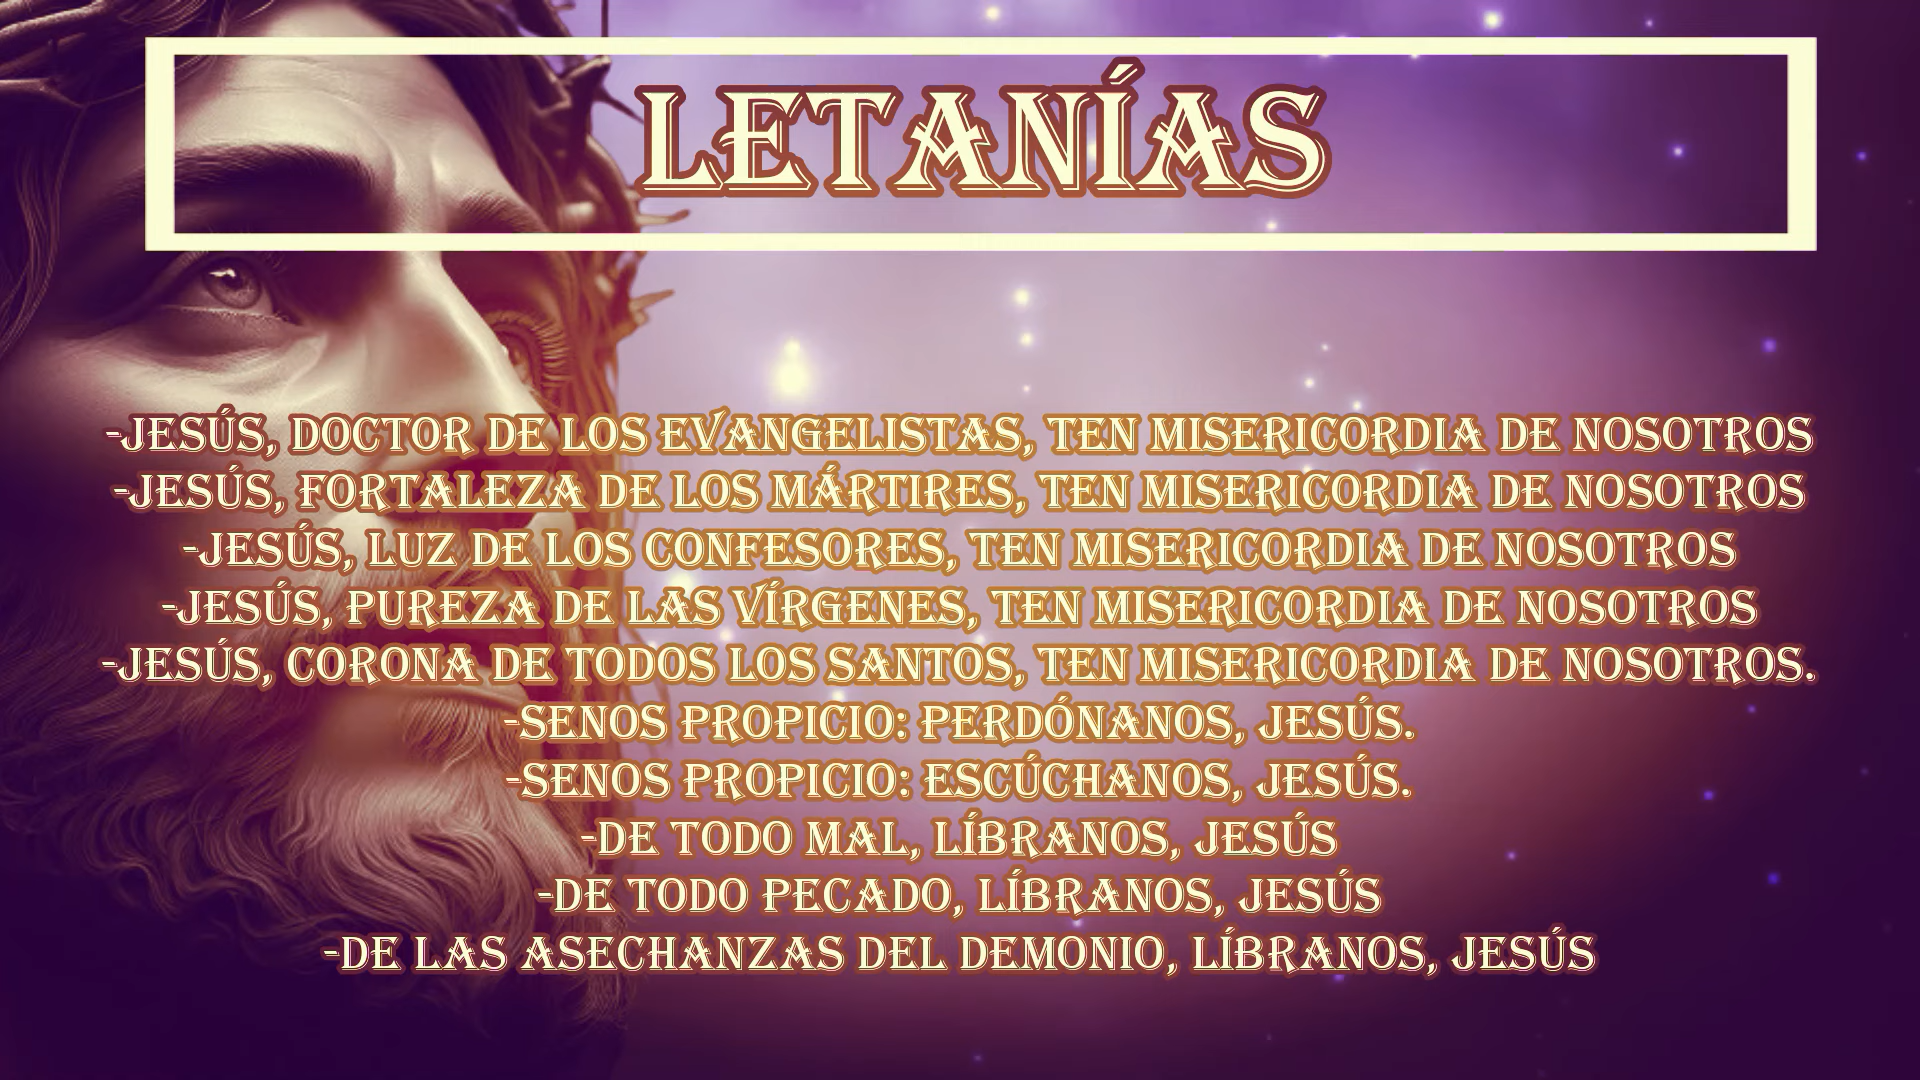 LETANÍAS
-JESÚS, DOCTOR DE LOS EVANGELISTAS, TEN MISERICORDIA DE NOSOTROS
-JESÚS, FORTALEZA DE LOS MÁRTIRES, TEN MISERICORDIA DE NOSOTROS
-JESÚS, LUZ DE LOS CONFESORES, TEN MISERICORDIA DE NOSOTROS
-JESÚS, PUREZA DE LAS VÍRGENES, TEN MISERICORDIA DE NOSOTROS
-JESÚS, CORONA DE TODOS LOS SANTOS, TEN MISERICORDIA DE NOSOTROS.
-SENOS PROPICIO: PERDÓNANOS, JESÚS.
-SENOS PROPICIO: ESCÚCHANOS, JESÚS.
-DE TODO MAL, LÍBRANOS, JESÚS
-DE TODO PECADO, LÍBRANOS, JESÚS
-DE LAS ASECHANZAS DEL DEMONIO, LÍBRANOS, JESÚS